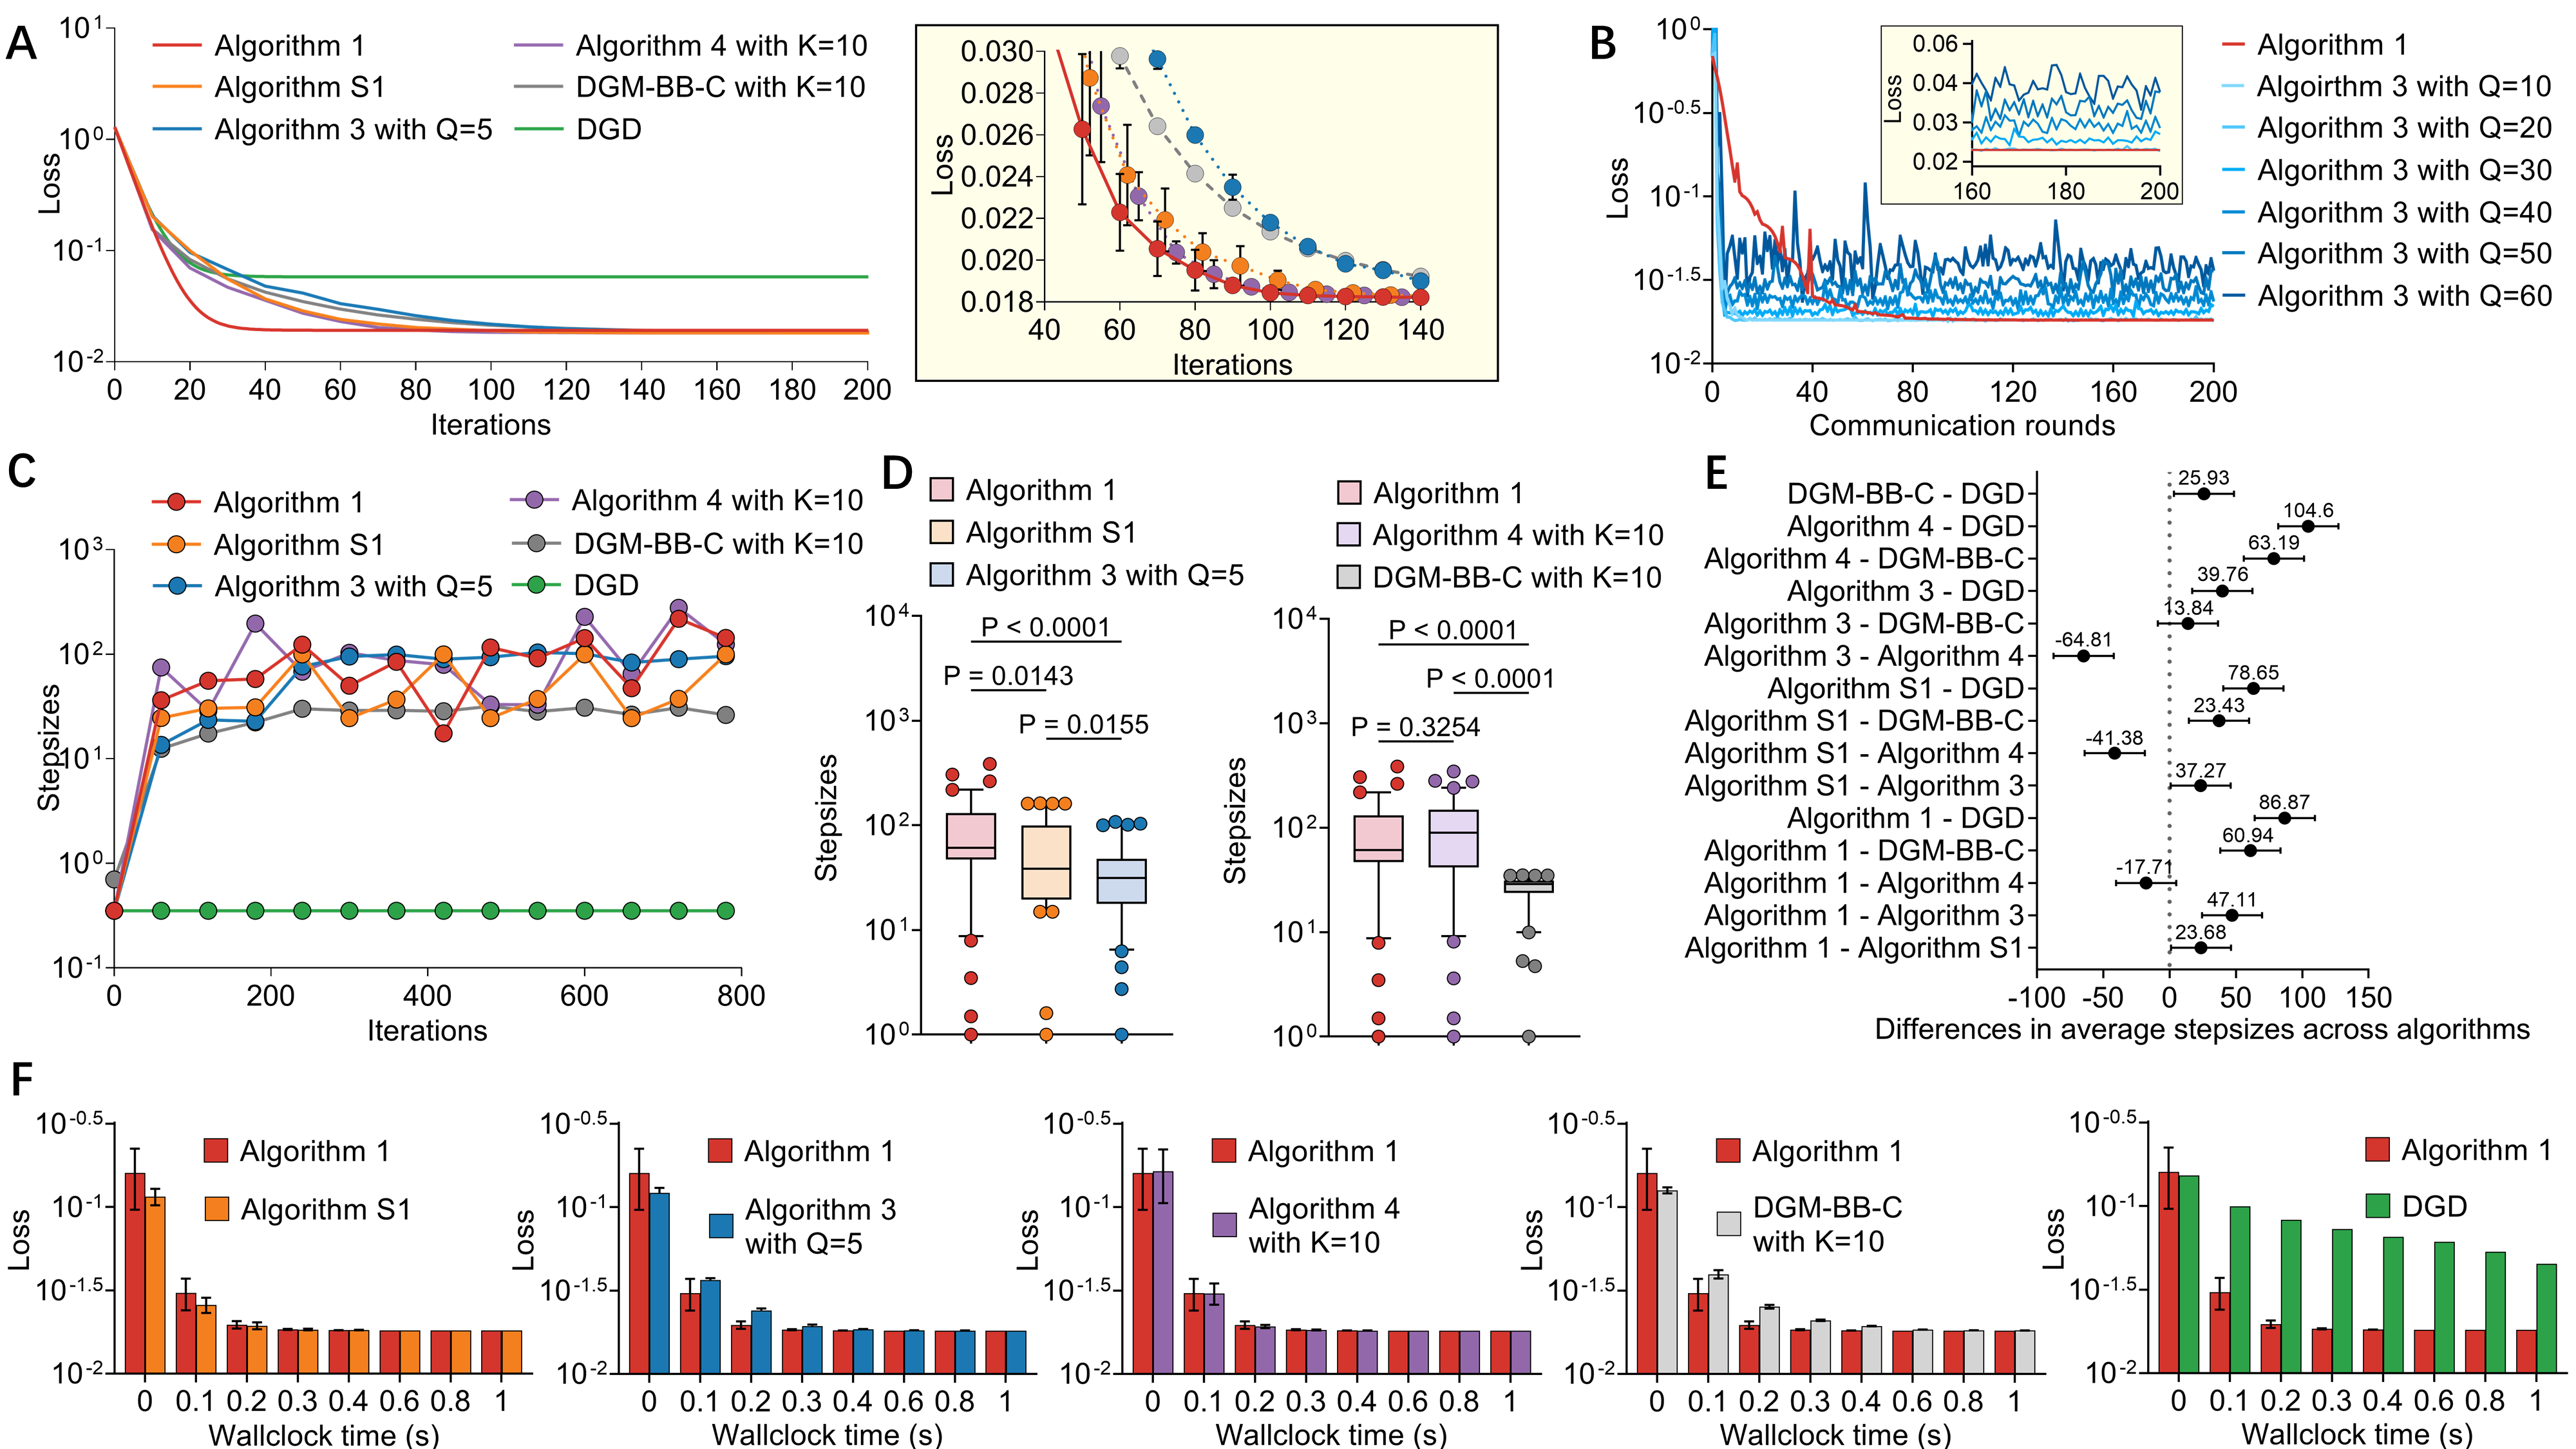 A
10^1
10^0
10^-1
10^-2
Loss
Algorithm 1
Algorithm S1
Algorithm 3 with Q=5
Algorithm 4 with K=10
DGM-BB-C with K=10
DGD
0 20 40 60 80 100 120 140 160 180 200
Iterations
0.030
0.028
0.026
0.024
0.022
0.020
0.018
Loss
40 60 80 100 120 140
Iterations
B
10^0
10^-0.5
10^-1
10^-1.5
10^-2
Loss
0.06
0.04
0.03
0.02
Loss
160 180 200
0 40 80 120 160 200
Communication rounds
Algorithm 1
Algoirthm 3 with Q=10
Algorithm 3 with Q=20
Algorithm 3 with Q=30
Algorithm 3 with Q=40
Algorithm 3 with Q=50
Algorithm 3 with Q=60
C
Algorithm 1
Algorithm S1
Algorithm 3 with Q=5
Algorithm 4 with K=10
DGM-BB-C with K=10
DGD
10^3
10^2
10^1
10^0
10^-1
Stepsizes
0 200 400 600 800
Iterations
D
Algorithm 1
Algorithm S1
Algorithm 3 with Q=5
10^4
10^3
10^2
10^1
10^0
Stepsizes
P < 0.0001
P = 0.0143
P = 0.0155
Algorithm 1
Algorithm 4 with K=10
DGM-BB-C with K=10
10^4
10^3
10^2
10^1
10^0
Stepsizes
P < 0.0001
P < 0.0001
P = 0.3254
E
DGM-BB-C - DGD 25.93
Algorithm 4 - DGD 104.6
Algorithm 4 - DGM-BB-C 63.19
Algorithm 3 - DGD 39.76
Algorithm 3 - DGM-BB-C 13.84
Algorithm 3 - Algorithm 4 -64.81
Algorithm S1 - DGD 78.65
Algorithm S1 - DGM-BB-C 23.43
Algorithm S1 - Algorithm 4 -41.38
Algorithm S1 - Algorithm 3 37.27
Algorithm 1 - DGD 86.87
Algorithm 1 - DGM-BB-C 60.94
Algorithm 1 - Algorithm 4 -17.71
Algorithm 1 - Algorithm 3 47.11
Algorithm 1 - Algorithm S1 23.68
-100 -50 0 50 100 150
Differences in average stepsizes across algorithms
F
10^-0.5
10^-1
10^-1.5
10^-2
Loss
Algorithm 1
Algorithm S1
0 0.1 0.2 0.3 0.4 0.6 0.8 1
Wallclock time (s)
10^-0.5
10^-1
10^-1.5
10^-2
Loss
Algorithm 1
Algorithm 3
with Q=5
0 0.1 0.2 0.3 0.4 0.6 0.8 1
Wallclock time (s)
10^-0.5
10^-1
10^-1.5
10^-2
Loss
Algorithm 1
Algorithm 4
with K=10
0 0.1 0.2 0.3 0.4 0.6 0.8 1
Wallclock time (s)
10^-0.5
10^-1
10^-1.5
10^-2
Loss
Algorithm 1
DGM-BB-C
with K=10
0 0.1 0.2 0.3 0.4 0.6 0.8 1
Wallclock time (s)
10^-0.5
10^-1
10^-1.5
10^-2
Loss
Algorithm 1
DGD
0 0.1 0.2 0.3 0.4 0.6 0.8 1
Wallclock time (s)